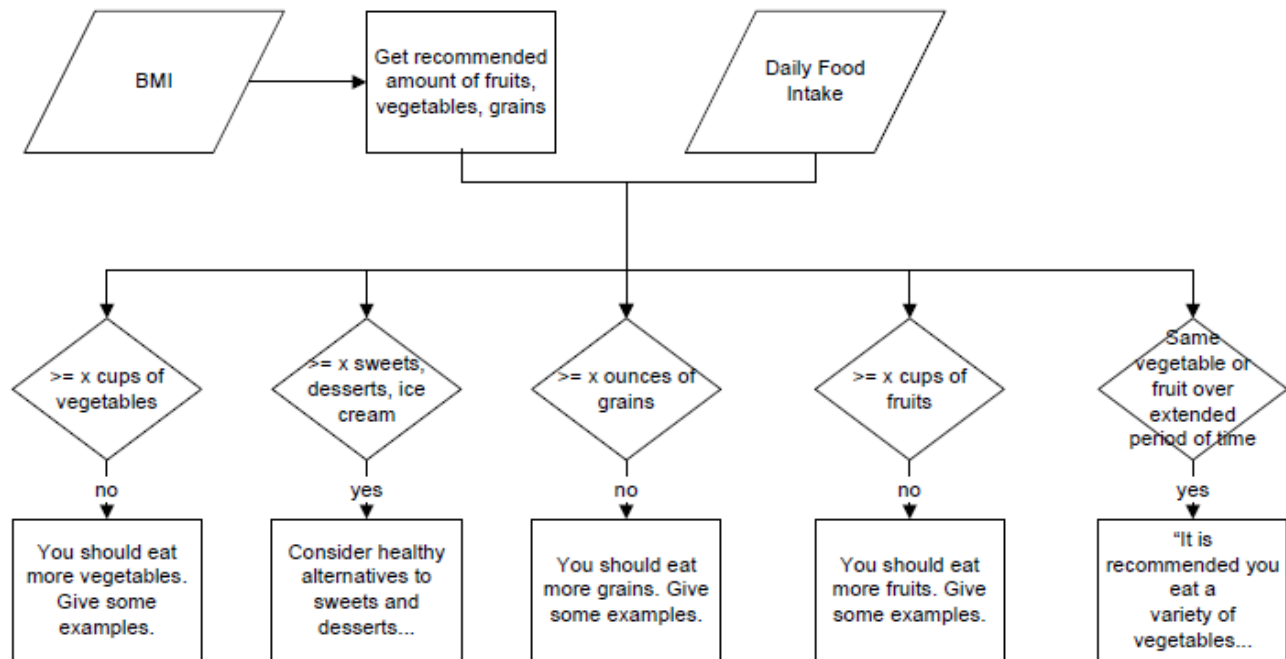 BMI
Get recommended
amount of fruits,
vegetables, grains
Daily Food
Intake
>= x cups of
vegetables
>= x sweets,
desserts, ice
cream
>= x ounces of
grains
>= x cups of
fruits
Same
vegetable or
fruit over
extended
period of time
no
yes
no
no
yes
You should eat
more vegetables.
Give some
examples.
Consider healthy
alternatives to
sweets and
desserts...
You should eat
more grains. Give
some examples.
You should eat
more fruits. Give
some examples.
“It is
recommended you
eat a
variety of
vegetables...